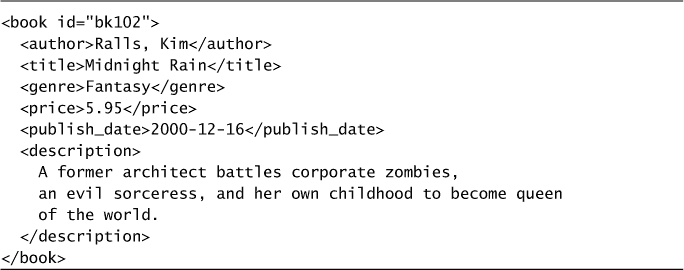 <book id="bk102">
  <author>Ralls, Kim</author>
  <title>Midnight Rain</title>
  <genre>Fantasy</genre>
  <price>5.95</price>
  <publish_date>2000-12-16</publish_date>
  <description>
    A former architect battles corporate zombies,
    an evil sorceress, and her own childhood to become queen
    of the world.
  </description>
</book>